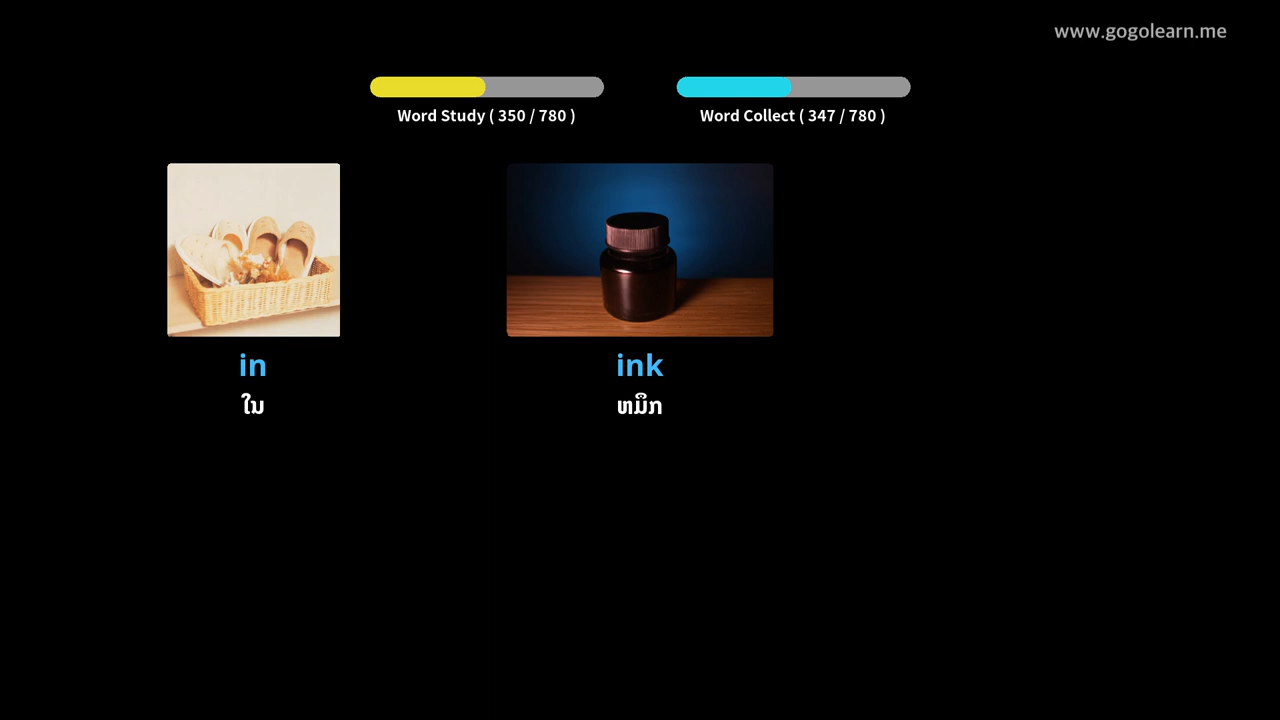 www.gogolearn.me
Word Study ( 350 / 780 )
Word Collect ( 347 / 780 )
in
ໃນ
ink
ຫມຶກ